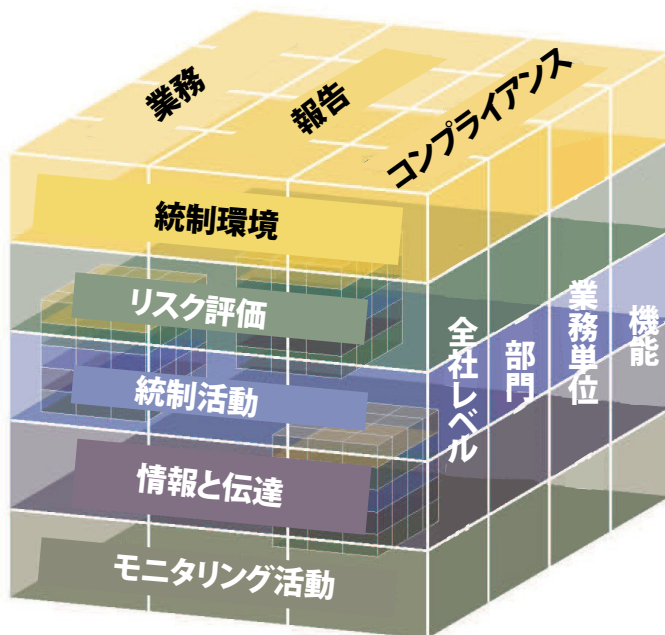 業務
報告
コンプライアンス
統制環境
リスク評価
統制活動
情報と伝達
モニタリング活動
全社レベル
部門
業務単位
機能